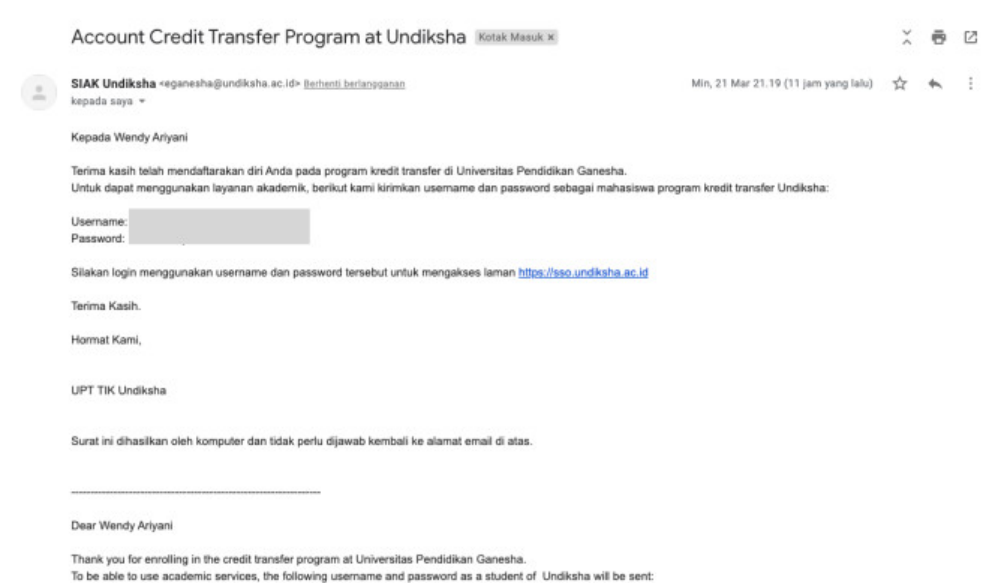 Account Credit Transfer Program at Undiksha Kotak Masuk ×
SIAK Undiksha <eganesha@undiksha.ac.id> Berhenti berlangganan
Min, 21 Mar 21.19 (11 jam yang lalu)
kepada saya
Kepada Wendy Ariyani
Terima kasih telah mendaftarakan diri Anda pada program kredit transfer di Universitas Pendidikan Ganesha.
Untuk dapat menggunakan layanan akademik, berikut kami kirimkan username dan password sebagai mahasiswa program kredit transfer Undiksha:
Username:
Password:
Silakan login menggunakan username dan password tersebut untuk mengakses laman https://sso.undiksha.ac.id
Terima Kasih.
Hormat Kami,
UPT TIK Undiksha
Surat ini dihasilkan oleh komputer dan tidak perlu dijawab kembali ke alamat email di atas.
Dear Wendy Ariyani
Thank you for enrolling in the credit transfer program at Universitas Pendidikan Ganesha.
To be able to use academic services, the following username and password as a student of Undiksha will be sent: